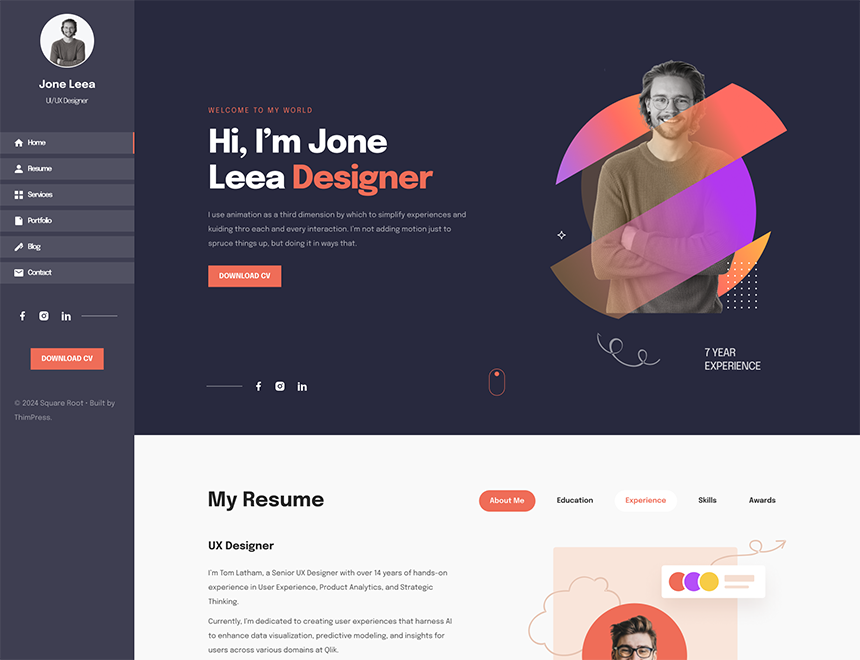 Jone Leea
UI/UX Designer
Home
Resume
Services
Portfolio
Blog
Contact
DOWNLOAD CV
© 2024 Square Root • Built by
ThimPress.
WELCOME TO MY WORLD
Hi, I'm Jone
Leea Designer
I use animation as a third dimension by which to simplify experiences and
kuiding thro each and every interaction. I'm not adding motion just to
spruce things up, but doing it in ways that.
DOWNLOAD CV
7 YEAR
EXPERIENCE
My Resume
About Me
Education
Experience
Skills
Awards
UX Designer
I'm Tom Latham, a Senior UX Designer with over 14 years of hands-on
experience in User Experience, Product Analytics, and Strategic
Thinking.
Currently, I'm dedicated to creating user experiences that harness AI
to enhance data visualization, predictive modeling, and insights for
users across various domains at Qlik.